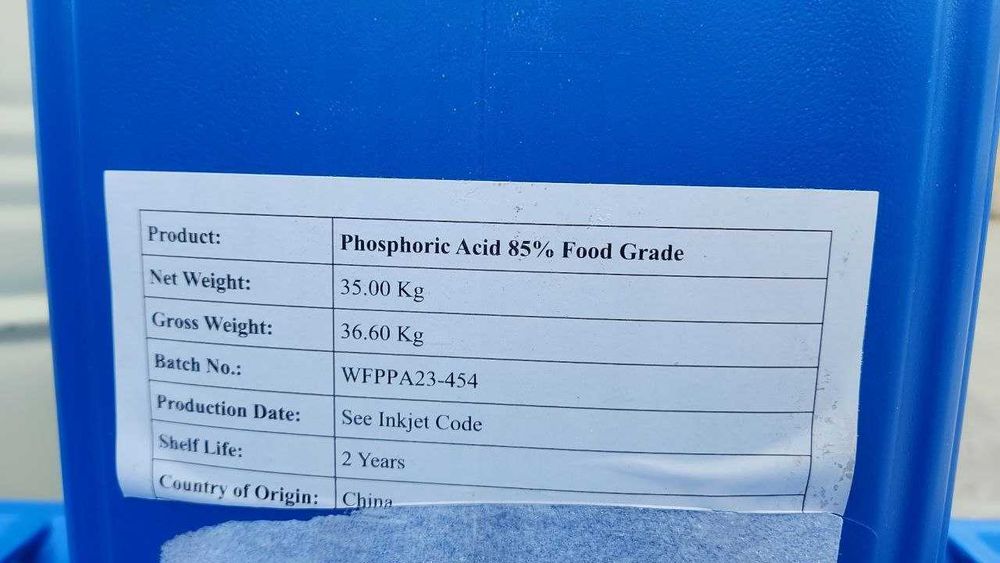 Product: Phosphoric Acid 85% Food Grade
Net Weight: 35.00 Kg
Gross Weight: 36.60 Kg
Batch No.: WFPPA23-454
Production Date: See Inkjet Code
Shelf Life: 2 Years
Country of Origin: China